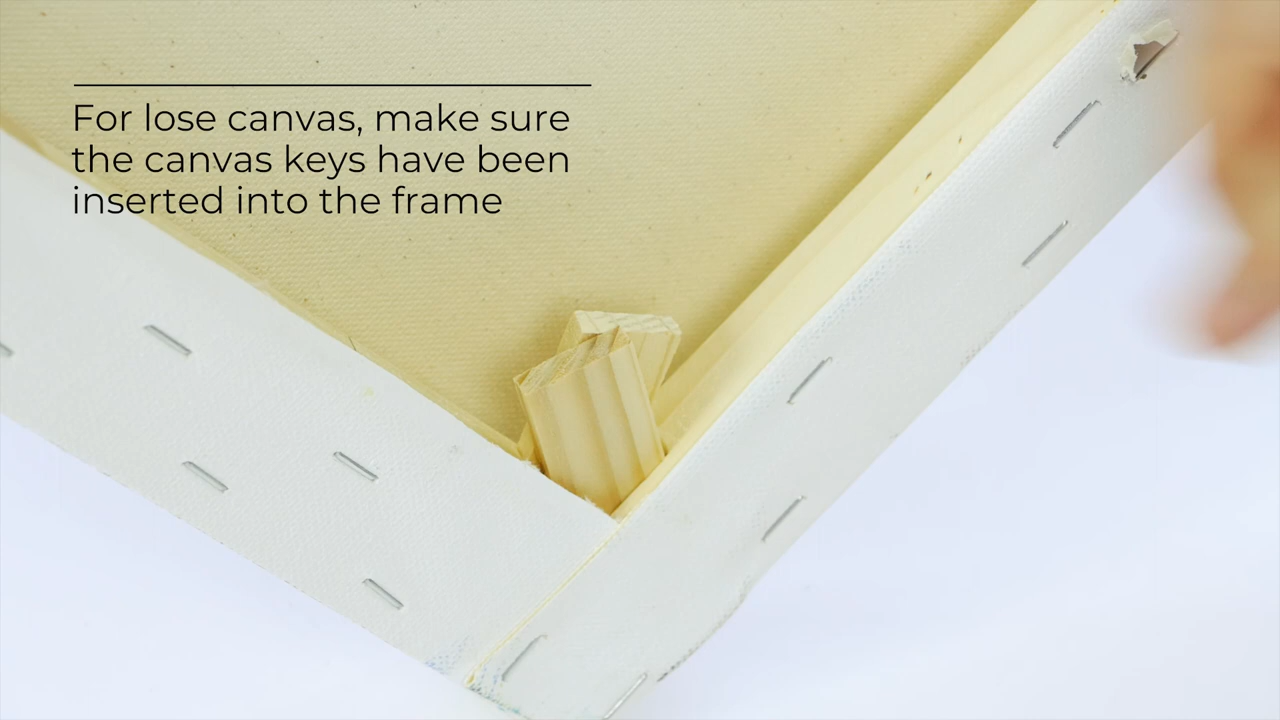 For lose canvas, make sure
the canvas keys have been
inserted into the frame